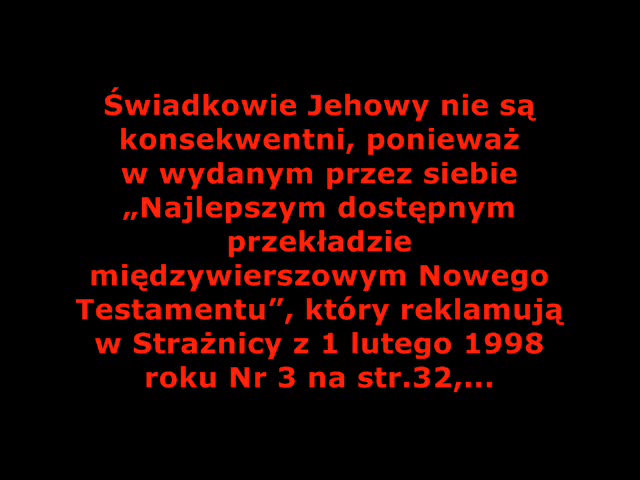 Świadkowie Jehowy nie są
konsekwentni, ponieważ
w wydanym przez siebie
„Najlepszym dostępnym
przekładzie
międzywierszowym Nowego
Testamentu”, który reklamują
w Strażnicy z 1 lutego 1998
roku Nr 3 na str.32,...